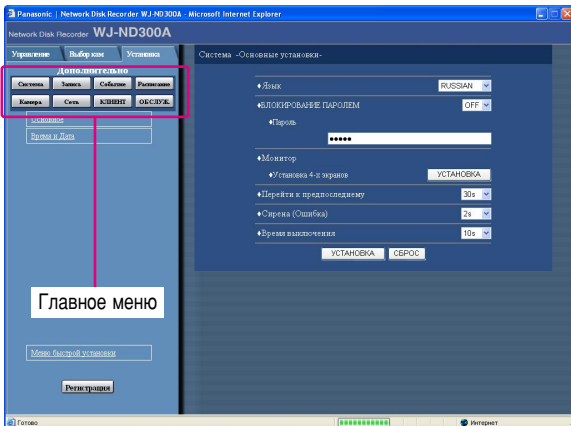 Panasonic | Network Disk Recorder WJ-ND300A - Microsoft Internet Explorer
Network Disk Recorder WJ-ND300A
Управление Выбор кам Установка
Дополнительно
Система Запись Событие Расписание
Камера Сеть КЛИЕНТ ОБСЛУЖ.
Основное
Время и Дата
Главное меню
Меню быстрой установки
Регистрация
Система -Основные установки-
♦Язык RUSSIAN
♦БЛОКИРОВАНИЕ ПАРОЛЕМ OFF
♦Пароль
●●●●●
♦Монитор
♦Установка 4-х экранов УСТАНОВКА
♦Перейти к предпоследнему 30s
♦Сирена (Ошибка) 2s
♦Время выключения 10s
УСТАНОВКА СБРОС
Готово Интернет